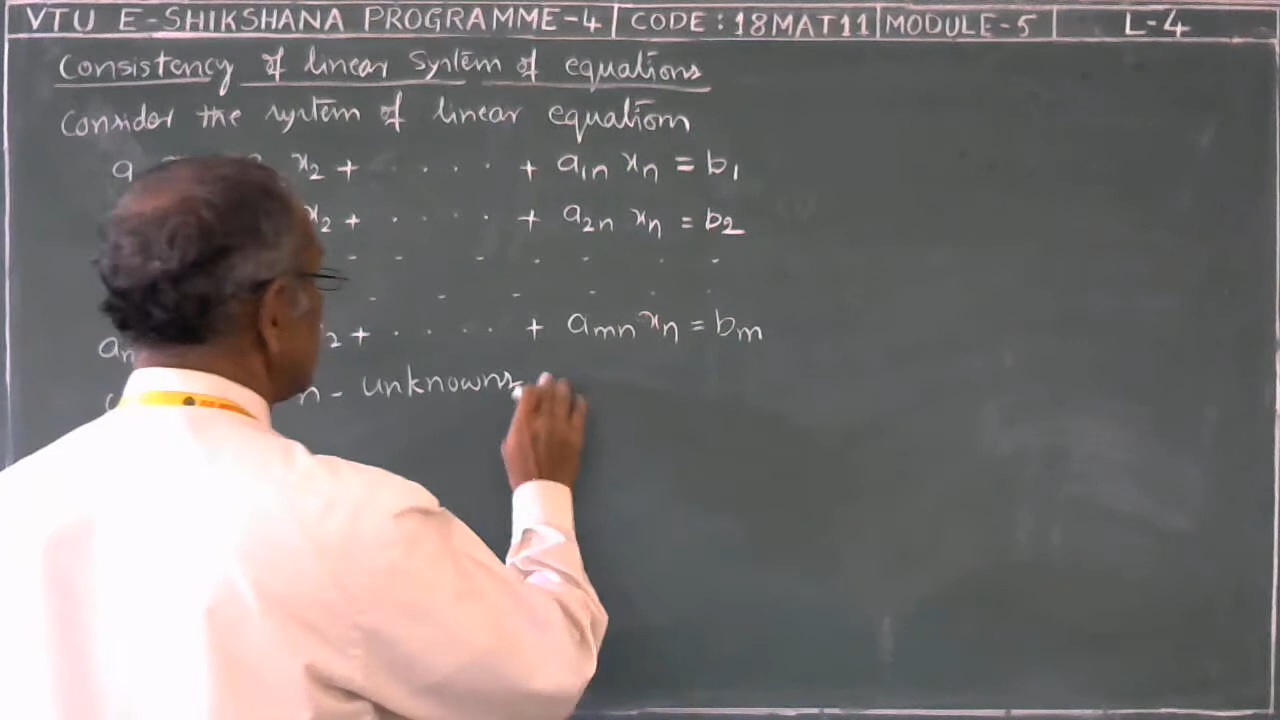 VTU E-SHIKSHANA PROGRAMME-4 | CODE: 18MAT11 | MODULE-5 | L-4
Consistency of linear System of equations
Consider the system of linear equations
a x2 + . . . . + a1n xn = b1
x2 + . . . . . + a2n xn = b2
- - - - - - - -
- - - - - - .
2 + . . . . . + amn xn = bm
n - unknowns